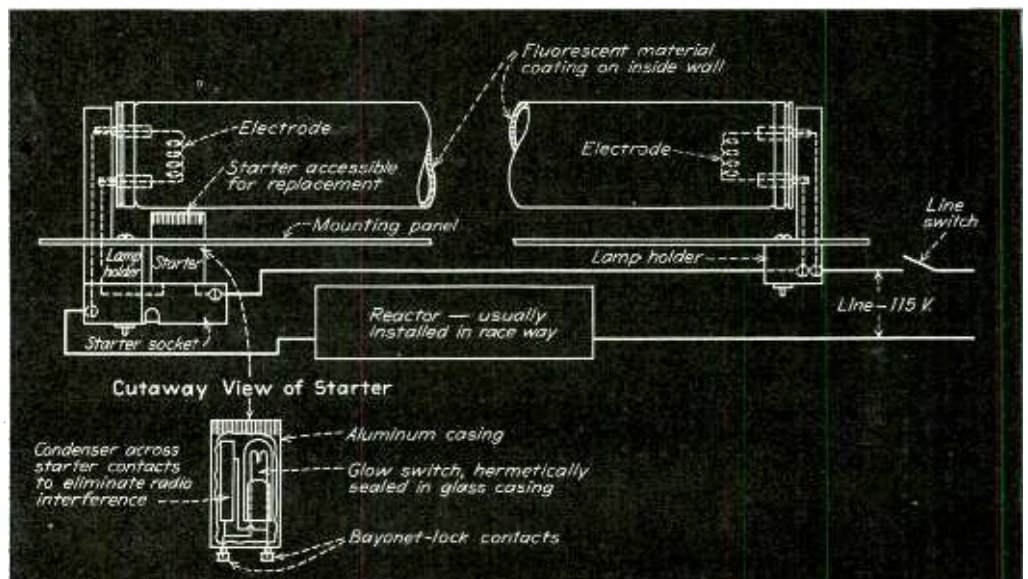 Fluorescent material
coating on inside wall
Electrode
Electrode
Starter accessible
for replacement
Mounting panel
Line
switch
Lamp
holder
Starter
Lamp holder
Line-115 V.
Reactor — usually
installed in race way
Starter socket
Cutaway View of Starter
Aluminum casing
Condenser across
starter contacts
to eliminate radio
interference
Glow switch, hermetically
sealed in glass casing
Bayonet-lock contacts